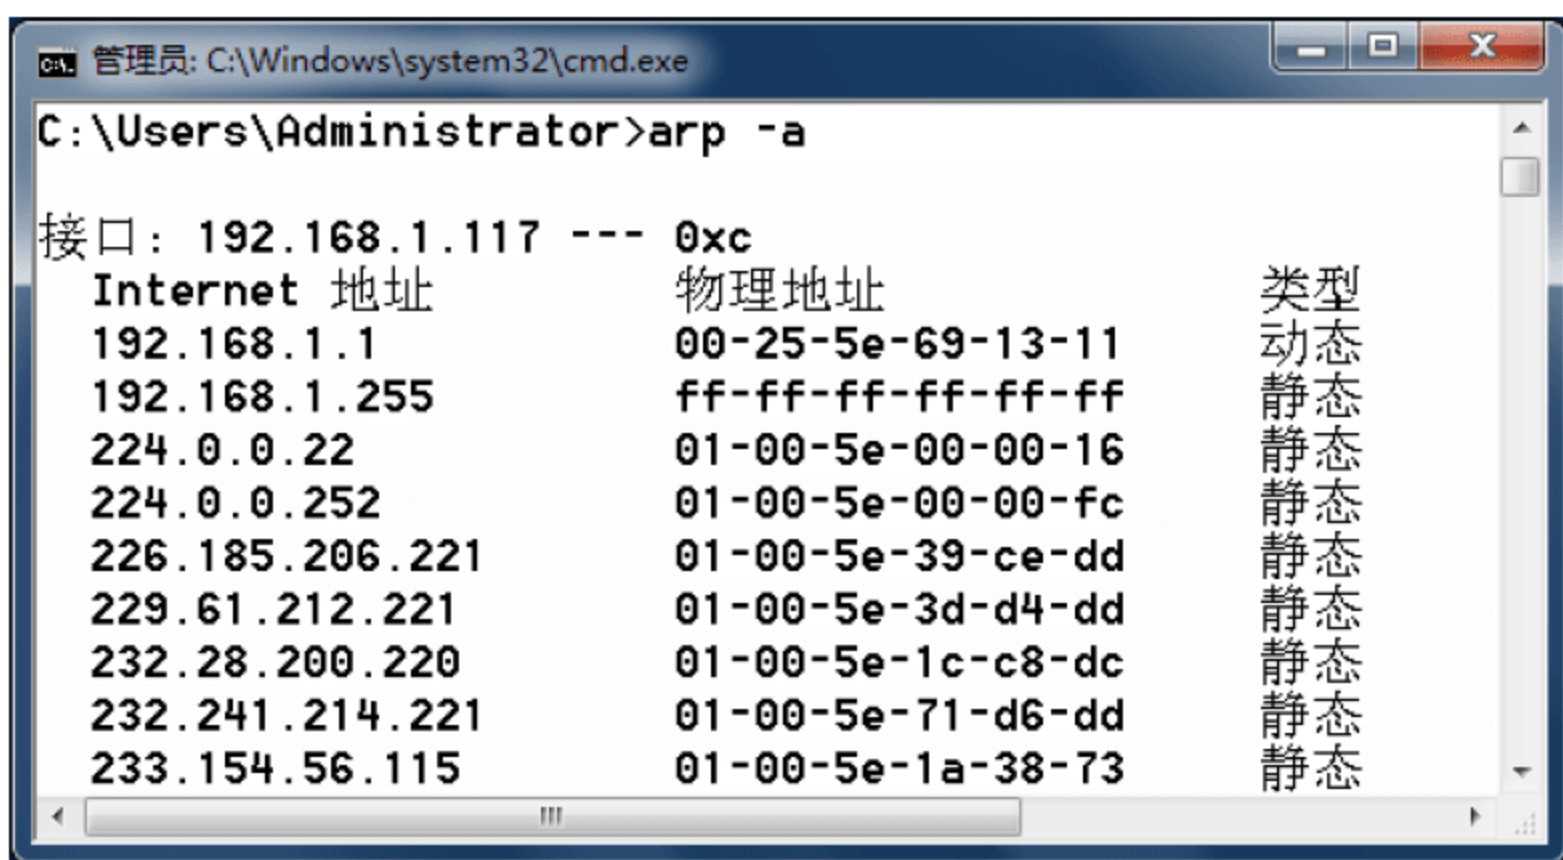 管理员: C:\Windows\system32\cmd.exe
C:\Users\Administrator>arp -a
接口: 192.168.1.117 --- 0xc
Internet 地址 物理地址 类型
192.168.1.1 00-25-5e-69-13-11 动态
192.168.1.255 ff-ff-ff-ff-ff-ff 静态
224.0.0.22 01-00-5e-00-00-16 静态
224.0.0.252 01-00-5e-00-00-fc 静态
226.185.206.221 01-00-5e-39-ce-dd 静态
229.61.212.221 01-00-5e-3d-d4-dd 静态
232.28.200.220 01-00-5e-1c-c8-dc 静态
232.241.214.221 01-00-5e-71-d6-dd 静态
233.154.56.115 01-00-5e-1a-38-73 静态